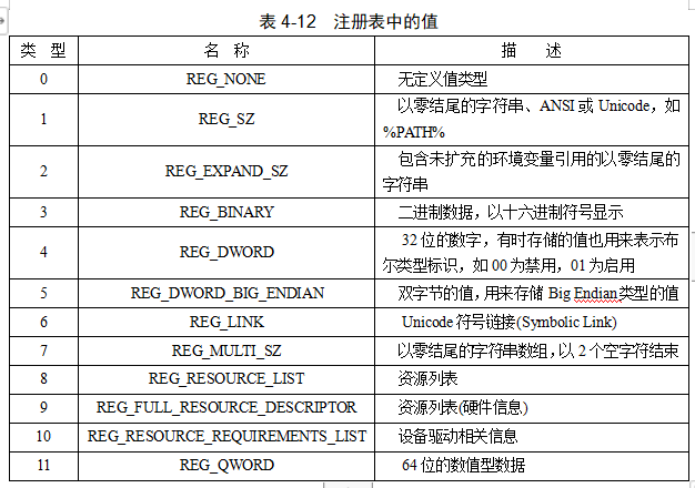 表 4-12 注册表中的值
类 型 名 称 描 述
0 REG_NONE 无定义值类型
1 REG_SZ 以零结尾的字符串、ANSI 或 Unicode，如
%PATH%
2 REG_EXPAND_SZ 包含未扩充的环境变量引用的以零结尾的
字符串
3 REG_BINARY 二进制数据，以十六进制符号显示
4 REG_DWORD 32 位的数字，有时存储的值也用来表示布
尔类型标识，如 00 为禁用，01 为启用
5 REG_DWORD_BIG_ENDIAN 双字节的值，用来存储 Big Endian 类型的值
6 REG_LINK Unicode 符号链接(Symbolic Link)
7 REG_MULTI_SZ 以零结尾的字符串数组，以 2 个空字符结束
8 REG_RESOURCE_LIST 资源列表
9 REG_FULL_RESOURCE_DESCRIPTOR 资源列表(硬件信息)
10 REG_RESOURCE_REQUIREMENTS_LIST 设备驱动相关信息
11 REG_QWORD 64 位的数值型数据